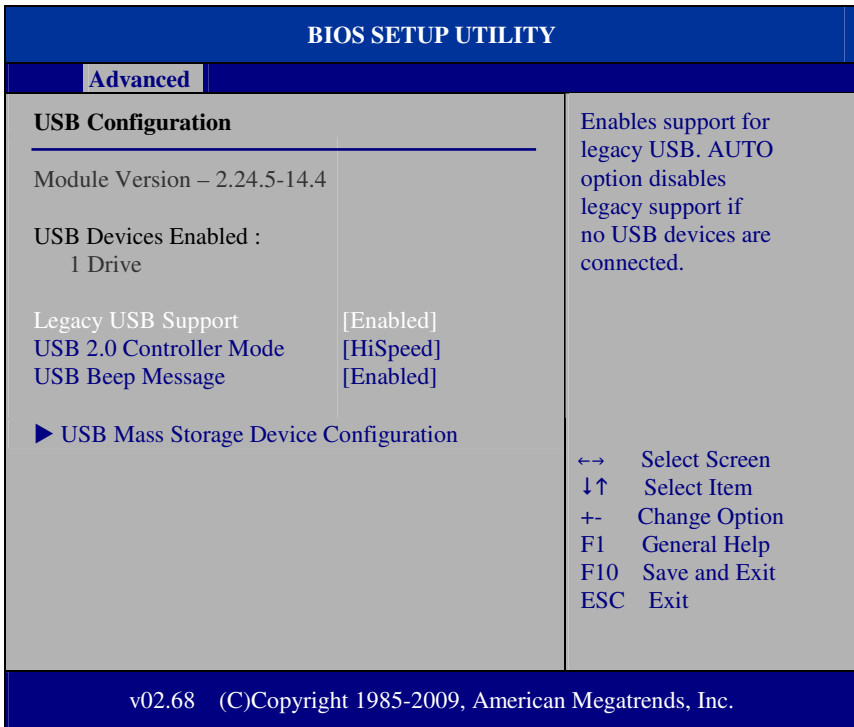 BIOS SETUP UTILITY
Advanced
USB Configuration
Module Version – 2.24.5-14.4
USB Devices Enabled :
1 Drive
Legacy USB Support [Enabled]
USB 2.0 Controller Mode [HiSpeed]
USB Beep Message [Enabled]
▶ USB Mass Storage Device Configuration
Enables support for
legacy USB. AUTO
option disables
legacy support if
no USB devices are
connected.
←→ Select Screen
↓↑ Select Item
+- Change Option
F1 General Help
F10 Save and Exit
ESC Exit
v02.68 (C)Copyright 1985-2009, American Megatrends, Inc.